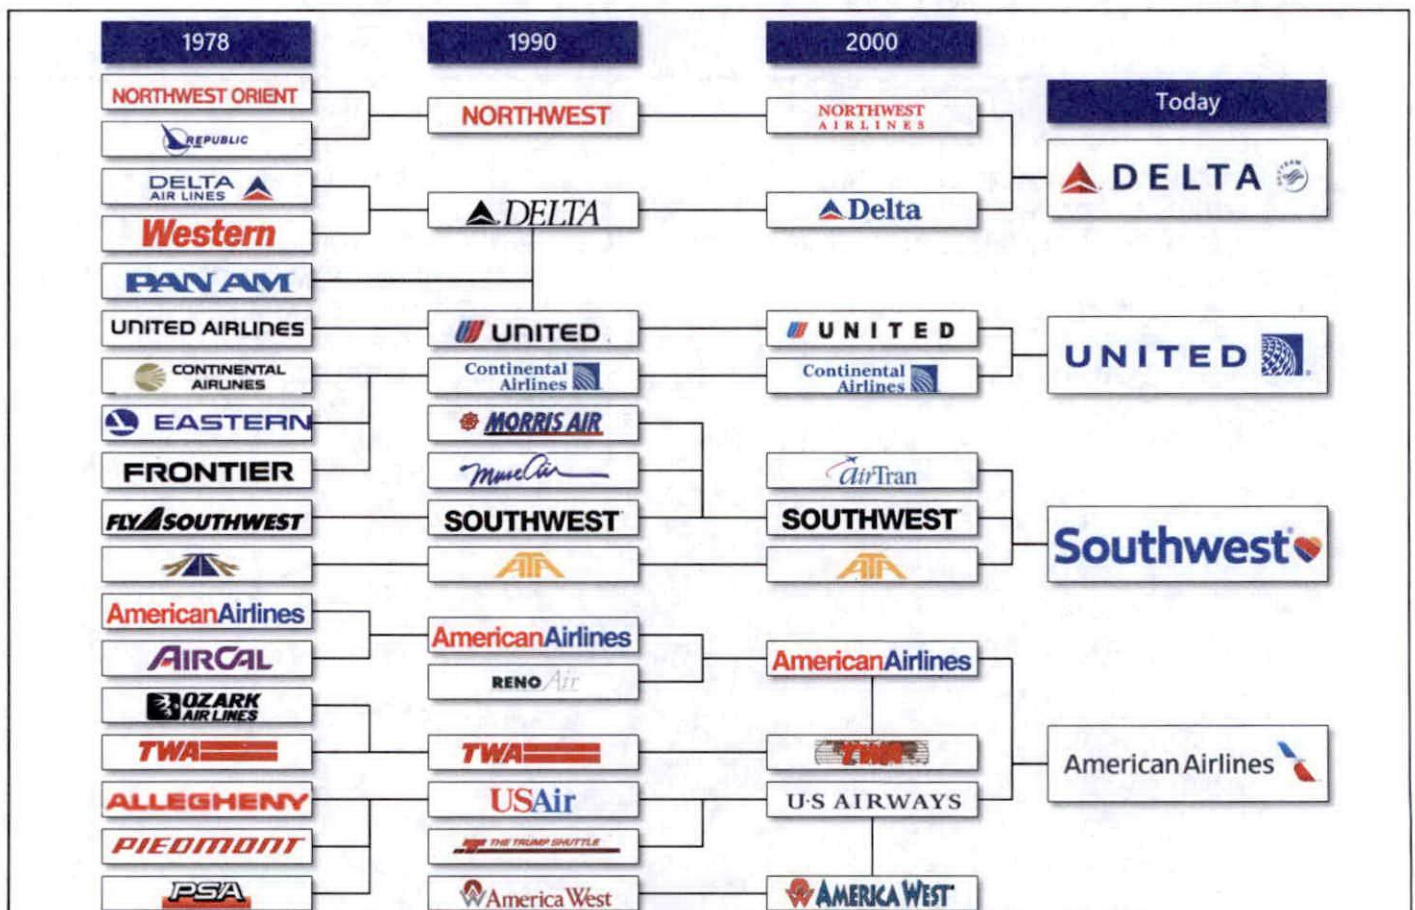 1978
1990
2000
Today
NORTHWEST ORIENT
REPUBLIC
DELTA
AIR LINES
Western
PAN AM
UNITED AIRLINES
CONTINENTAL
AIRLINES
EASTERN
FRONTIER
FLY SOUTHWEST
AmericanAirlines
AIRCAL
OZARK
AIR LINES
TWA
ALLEGHENY
PIEDMONT
PSA
NORTHWEST
DELTA
UNITED
Continental
Airlines
MORRIS AIR
Muse Air
SOUTHWEST
ATA
AmericanAirlines
RENO Air
TWA
USAir
THE TRUMP SHUTTLE
America West
NORTHWEST
AIRLINES
Delta
UNITED
Continental
Airlines
airTran
SOUTHWEST
ATA
AmericanAirlines
TWA
U·S AIRWAYS
AMERICA WEST
DELTA
UNITED
Southwest
American Airlines